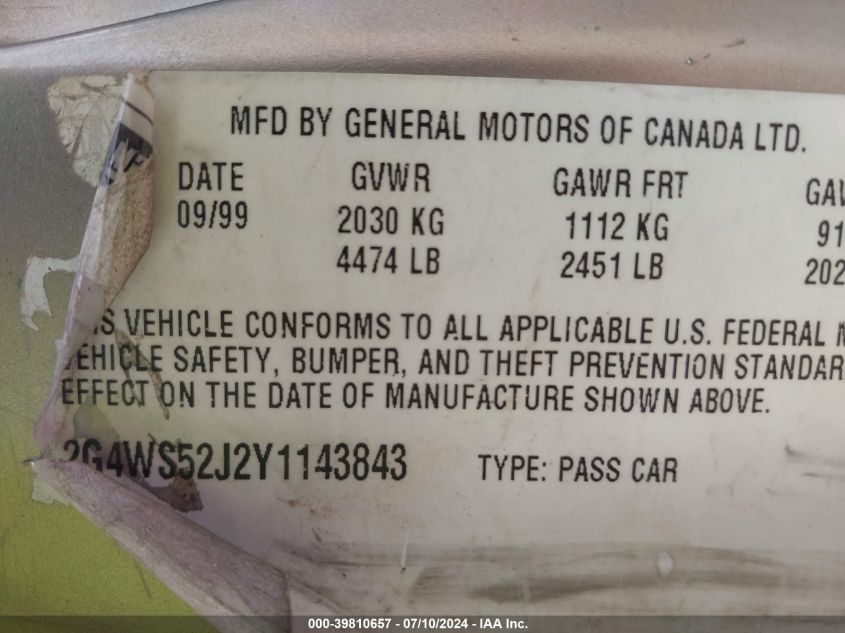 MFD BY GENERAL MOTORS OF CANADA LTD.
DATE GVWR GAWR FRT
09/99 2030 KG 1112 KG
4474 LB 2451 LB
VEHICLE CONFORMS TO ALL APPLICABLE U.S. FEDERAL
VEHICLE SAFETY, BUMPER, AND THEFT PREVENTION STANDAR
EFFECT ON THE DATE OF MANUFACTURE SHOWN ABOVE.
2G4WS52J2Y1143843 TYPE: PASS CAR
000-39810657 - 07/10/2024 - IAA Inc.